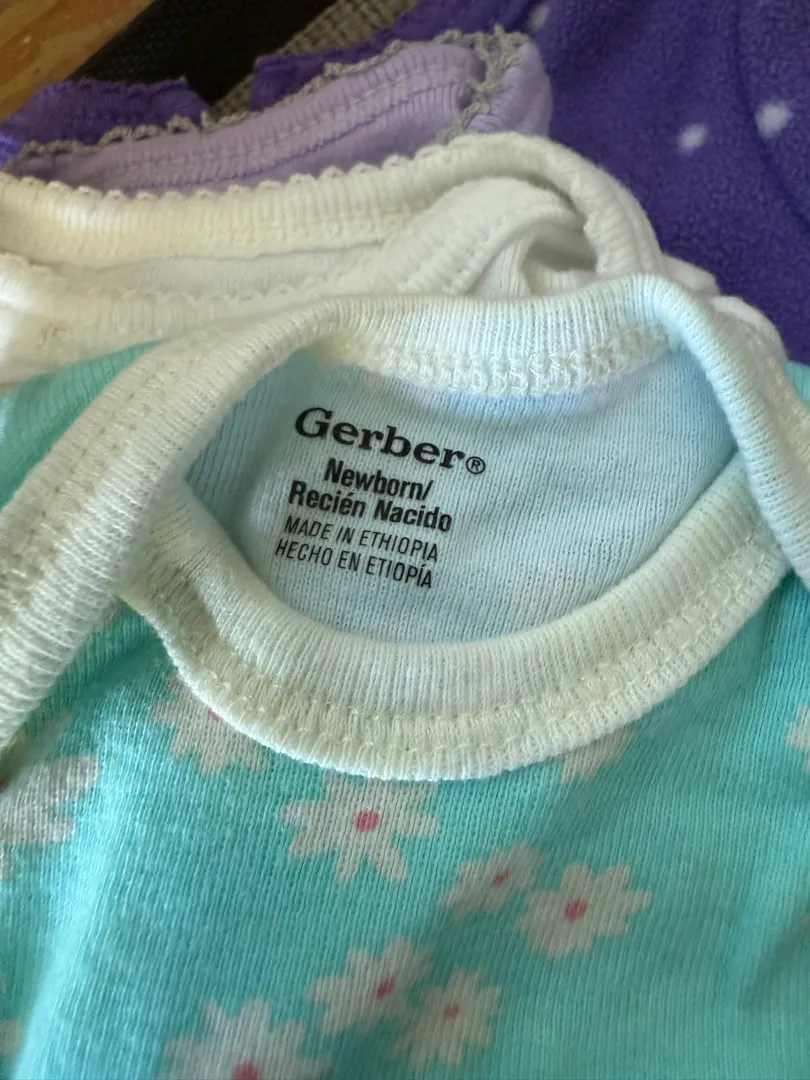 Gerber®
Newborn/
Recién Nacido
MADE IN ETHIOPIA
HECHO EN ETIOPÍA